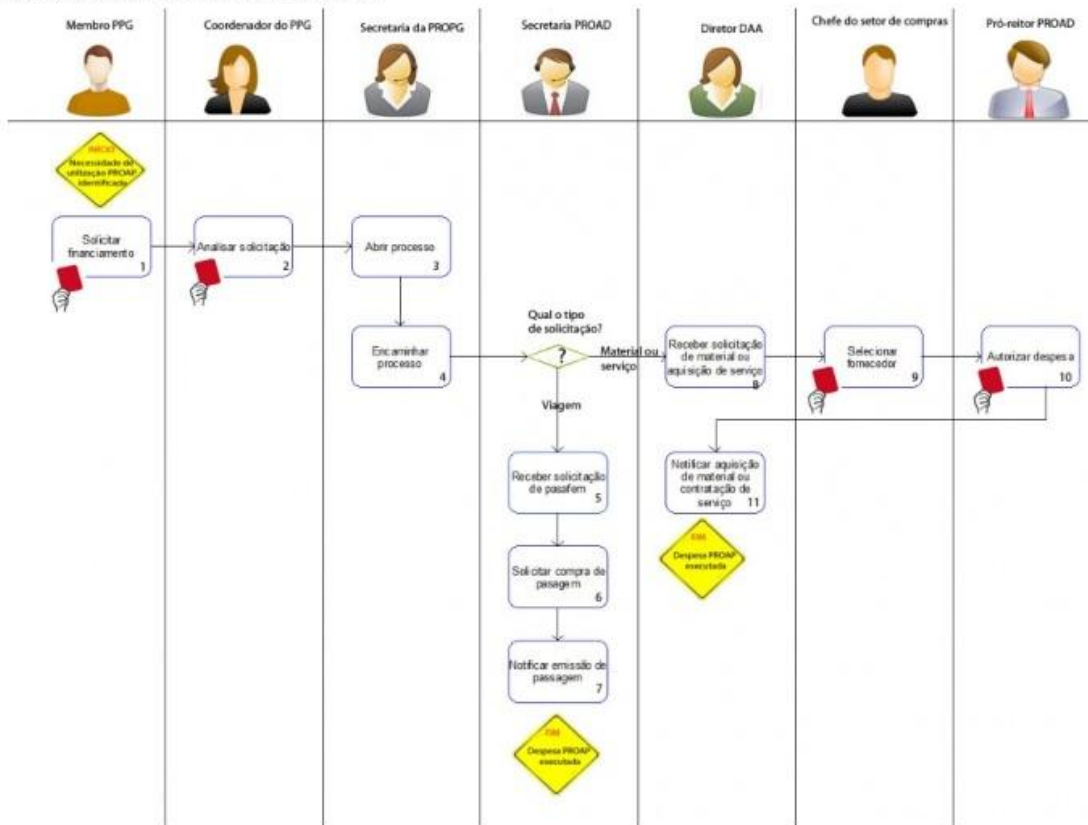 Membro PPG
Coordenador do PPG
Secretaria da PROPG
Secretaria PROAD
Diretor DAA
Chefe do setor de compras
Pró-reitor PROAD
INÍCIO
Necessidade de
utilização PROAP
identificada
Solicitar
financiamento
1
Analisar solicitação
2
Abrir processo
3
Encaminhar
processo
4
Qual o tipo
de solicitação?
?
Material ou
serviço
Viagem
Receber solicitação
de material ou
aquisição de serviço
8
Selecionar
fornecedor
9
Autorizar despesa
10
Receber solicitação
de pasafem
5
Solicitar compra de
pasagem
6
Notificar emissão de
passagem
7
FIM
Despesa PROAP
executada
Notificar aquisição
de material ou
contratação de
serviço
11
FIM
Despesa PROAP
executada